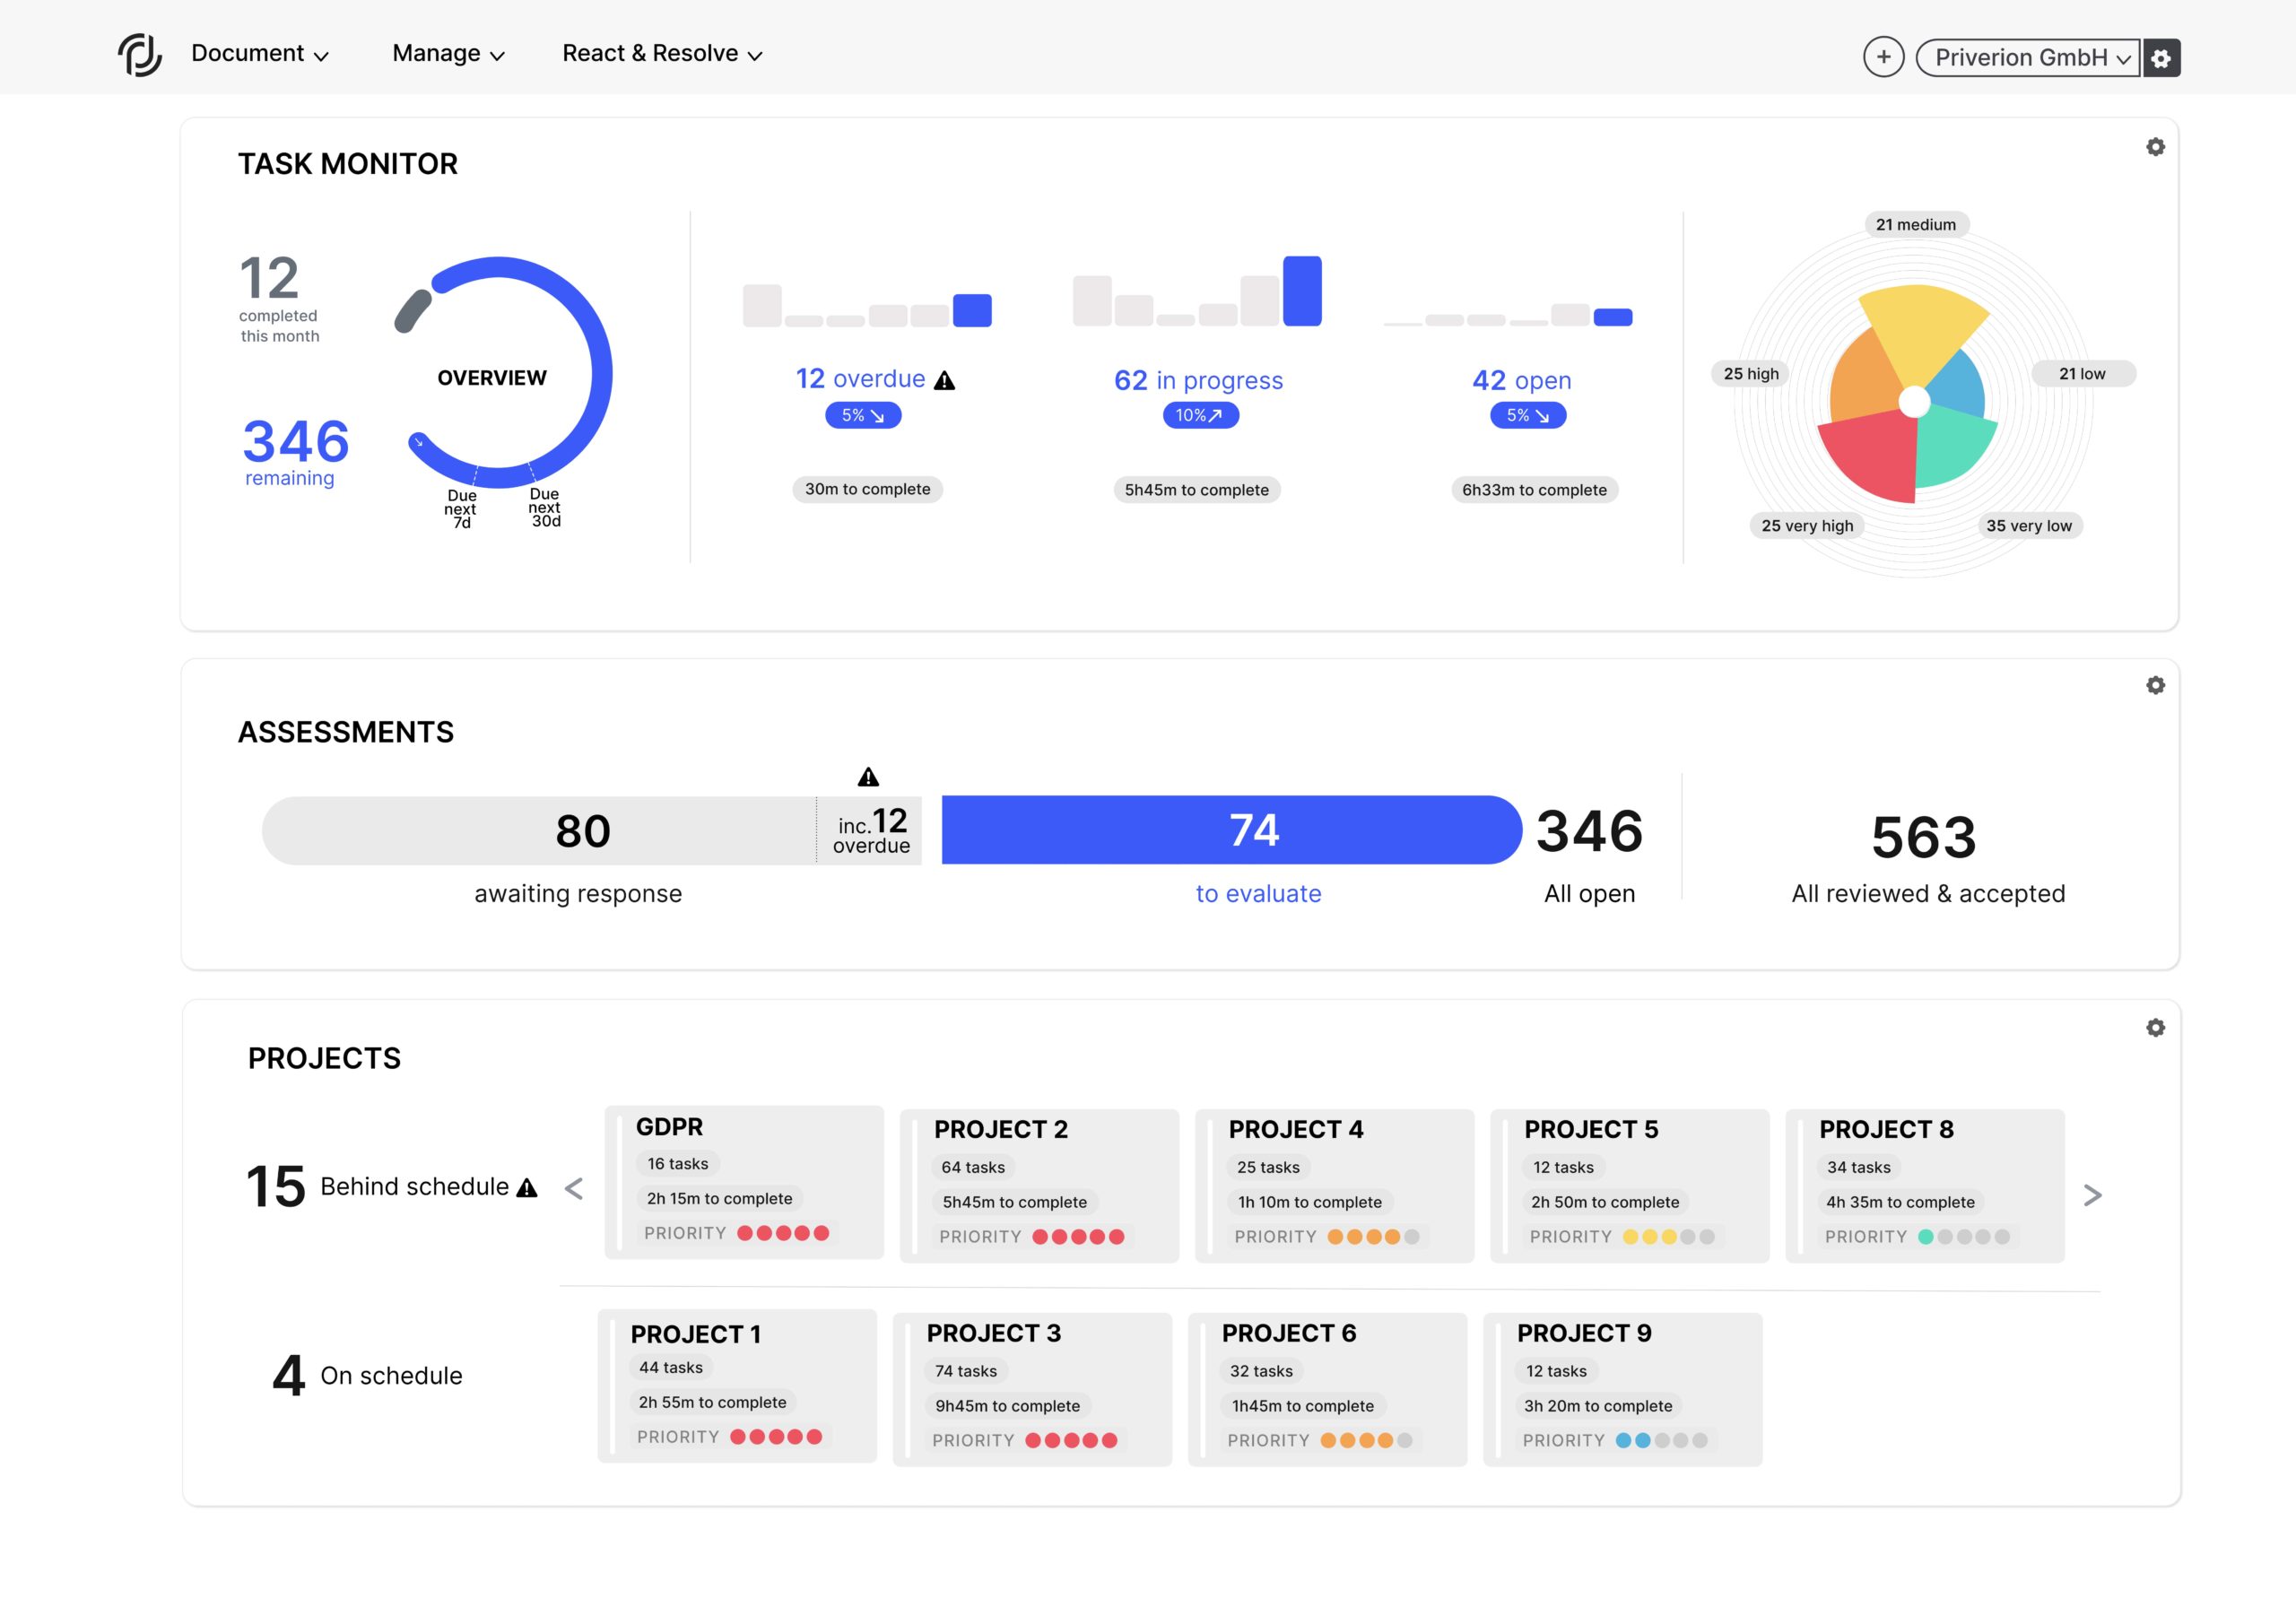 Document
Manage
React & Resolve
+
Priverion GmbH
TASK MONITOR
12
completed
this month
346
remaining
OVERVIEW
Due
next
7d
Due
next
30d
12 overdue
5%
30m to complete
62 in progress
10%
5h45m to complete
42 open
5%
6h33m to complete
21 medium
25 high
21 low
25 very high
35 very low
ASSESSMENTS
80
inc.12
overdue
awaiting response
74
to evaluate
346
All open
563
All reviewed & accepted
PROJECTS
15 Behind schedule
<
GDPR
16 tasks
2h 15m to complete
PRIORITY
PROJECT 2
64 tasks
5h45m to complete
PRIORITY
PROJECT 4
25 tasks
1h 10m to complete
PRIORITY
PROJECT 5
12 tasks
2h 50m to complete
PRIORITY
PROJECT 8
34 tasks
4h 35m to complete
PRIORITY
>
4 On schedule
PROJECT 1
44 tasks
2h 55m to complete
PRIORITY
PROJECT 3
74 tasks
9h45m to complete
PRIORITY
PROJECT 6
32 tasks
1h45m to complete
PRIORITY
PROJECT 9
12 tasks
3h 20m to complete
PRIORITY